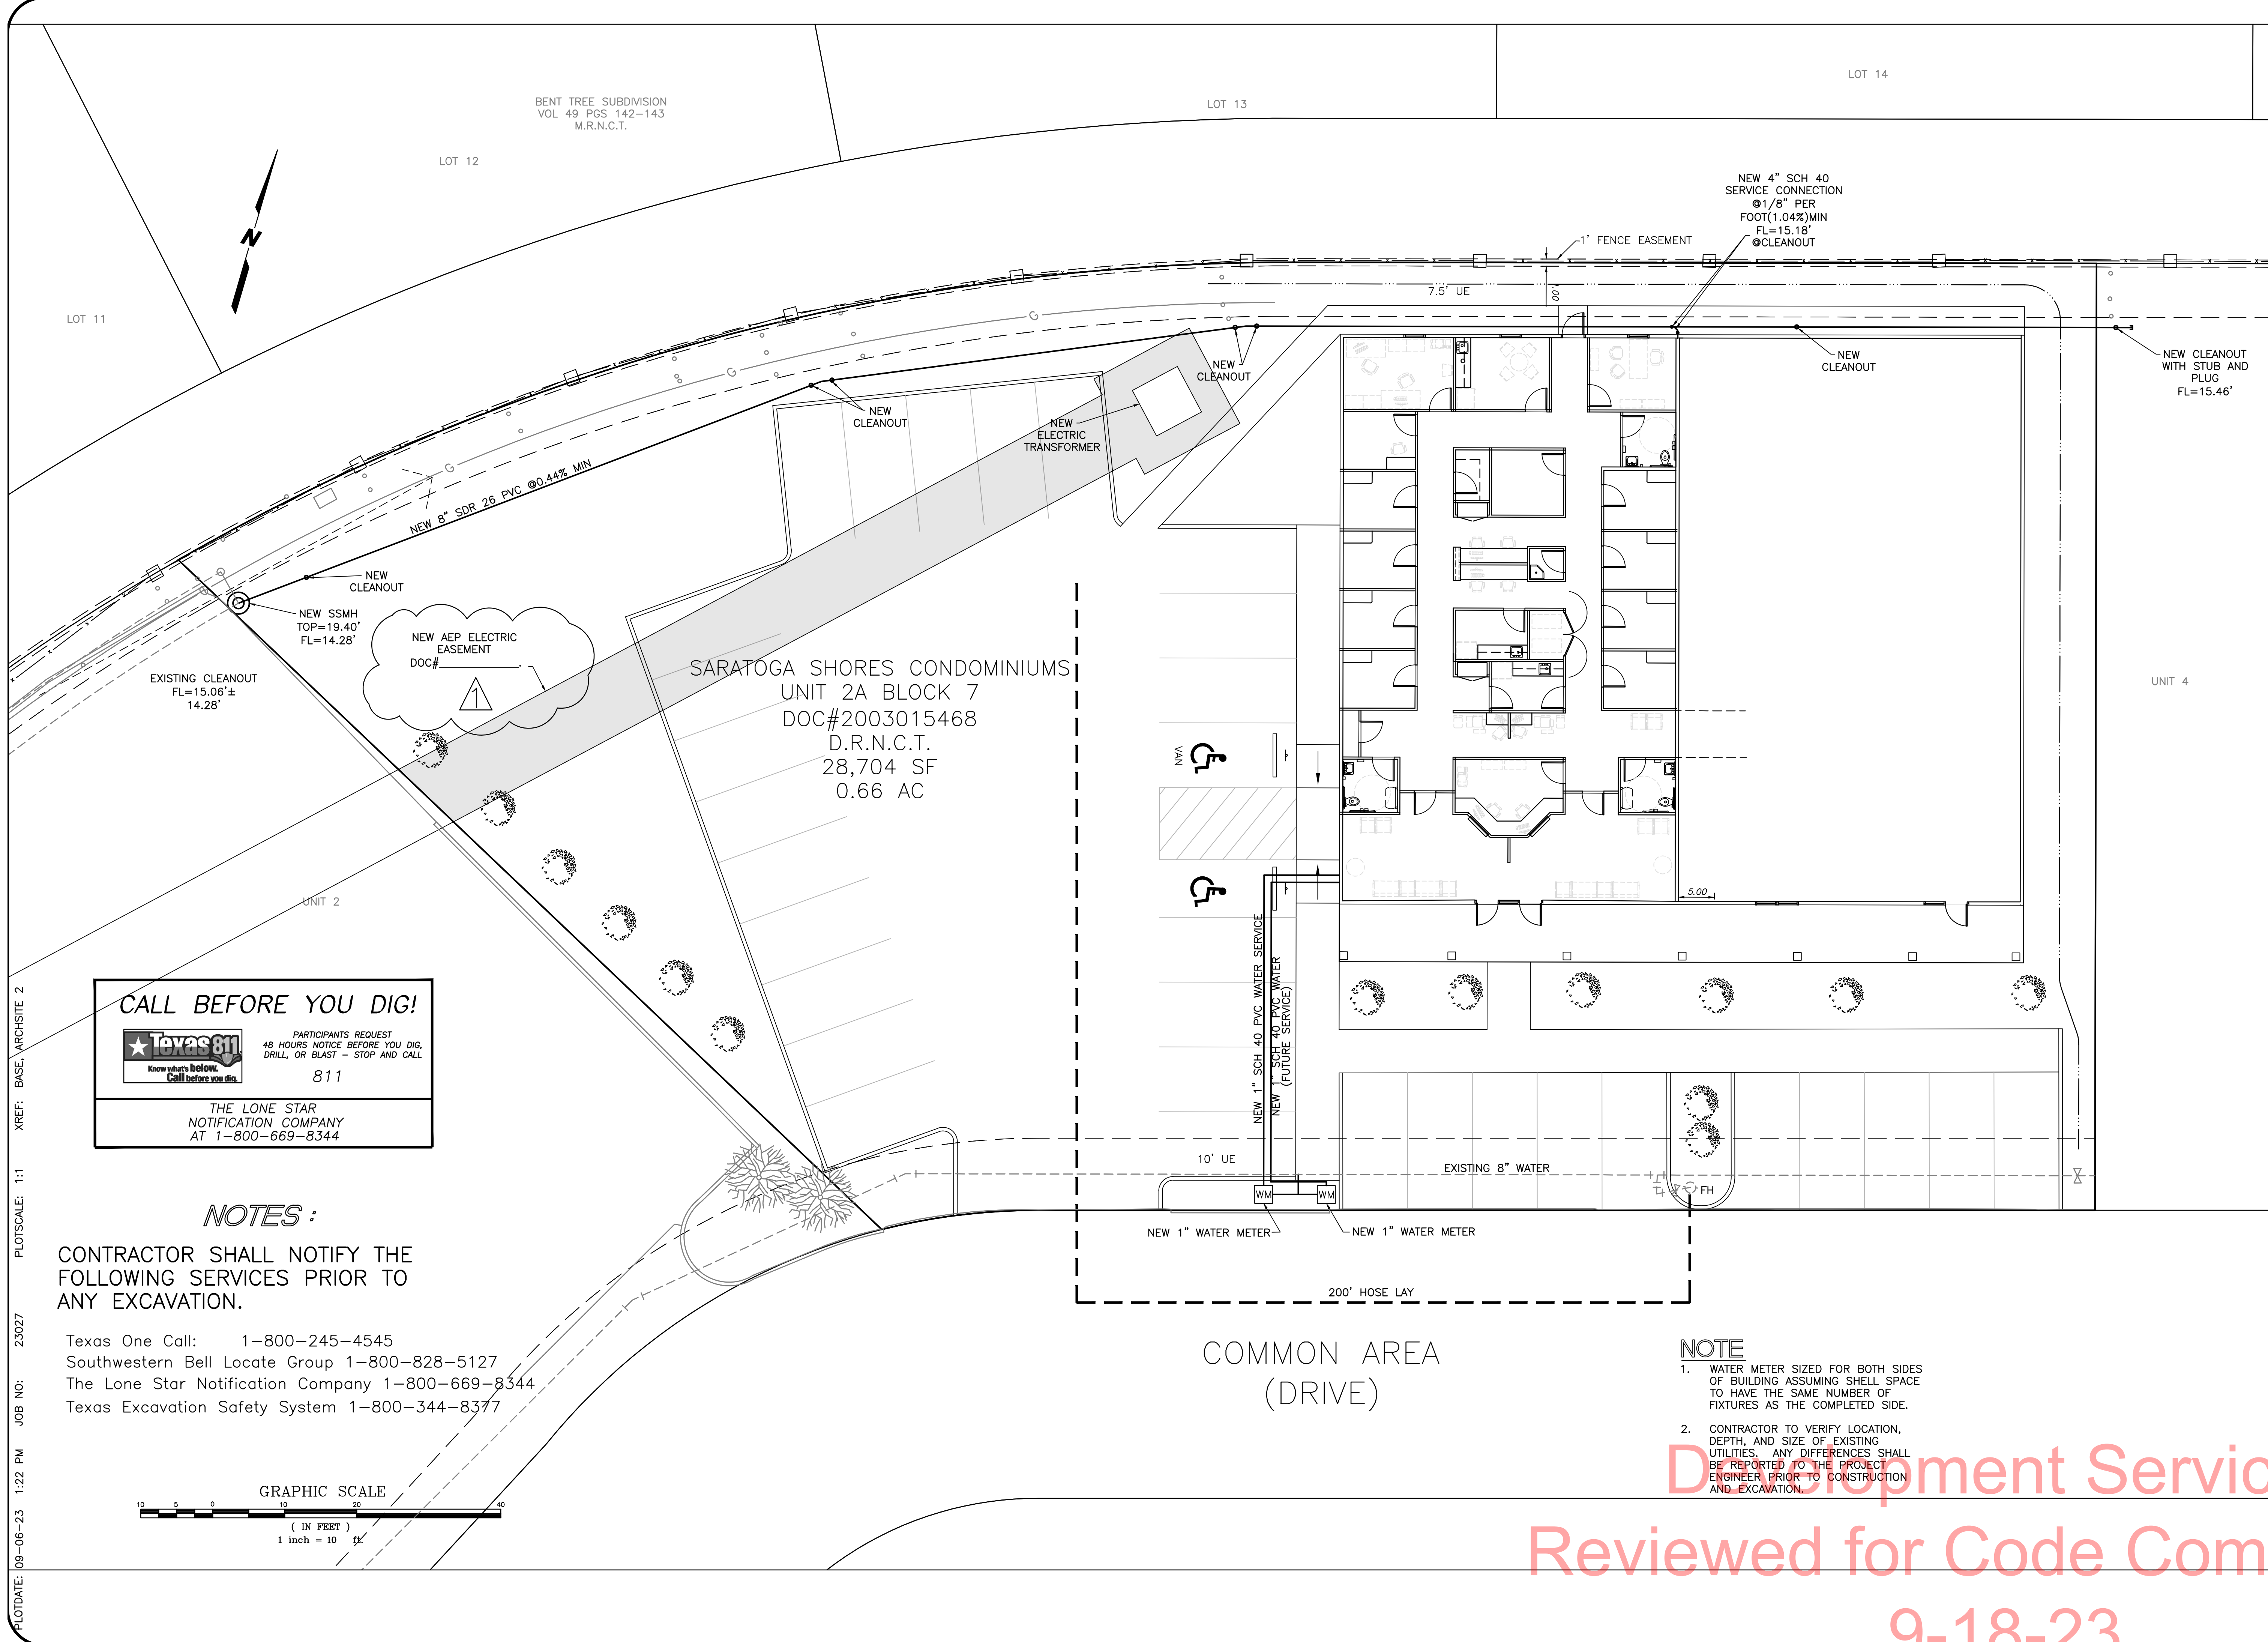 LOT 14
BENT TREE SUBDIVISION
VOL 49 PGS 142-143
M.R.N.C.T.
LOT 13
LOT 12
NEW 4" SCH 40
SERVICE CONNECTION
@1/8" PER
FOOT(1.04%)MIN
FL=15.18'
@CLEANOUT
N
1' FENCE EASEMENT
7.5' UE
LOT 11
G
G
G
NEW
CLEANOUT
NEW
CLEANOUT
NEW CLEANOUT
WITH STUB AND
PLUG
FL=15.46'
NEW
CLEANOUT
NEW
ELECTRIC
TRANSFORMER
NEW 8" SDR 26 PVC @0.44% MIN
NEW
CLEANOUT
NEW SSMH
TOP=19.40'
FL=14.28'
NEW AEP ELECTRIC
EASEMENT
DOC#______________.
1
EXISTING CLEANOUT
FL=15.06'±
14.28'
SARATOGA SHORES CONDOMINIUMS
UNIT 2A BLOCK 7
DOC#2003015468
D.R.N.C.T.
28,704 SF
0.66 AC
UNIT 4
VAN
UNIT 2
5.00
NEW 1" SCH 40 PVC WATER SERVICE
NEW 1" SCH 40 PVC WATER
(FUTURE SERVICE)
CALL BEFORE YOU DIG!
Texas 811
Know what's below.
Call before you dig.
PARTICIPANTS REQUEST
48 HOURS NOTICE BEFORE YOU DIG,
DRILL, OR BLAST - STOP AND CALL
811
THE LONE STAR
NOTIFICATION COMPANY
AT 1-800-669-8344
10' UE
EXISTING 8" WATER
WM
WM
FH
NEW 1" WATER METER
NEW 1" WATER METER
200' HOSE LAY
NOTES :
CONTRACTOR SHALL NOTIFY THE
FOLLOWING SERVICES PRIOR TO
ANY EXCAVATION.
Texas One Call: 1-800-245-4545
Southwestern Bell Locate Group 1-800-828-5127
The Lone Star Notification Company 1-800-669-8344
Texas Excavation Safety System 1-800-344-8377
COMMON AREA
(DRIVE)
NOTE
1. WATER METER SIZED FOR BOTH SIDES
OF BUILDING ASSUMING SHELL SPACE
TO HAVE THE SAME NUMBER OF
FIXTURES AS THE COMPLETED SIDE.
2. CONTRACTOR TO VERIFY LOCATION,
DEPTH, AND SIZE OF EXISTING
UTILITIES. ANY DIFFERENCES SHALL
BE REPORTED TO THE PROJECT
ENGINEER PRIOR TO CONSTRUCTION
AND EXCAVATION.
GRAPHIC SCALE
10 5 0 10 20 40
( IN FEET )
1 inch = 10 ft.
PLOTDATE: 09-06-23 1:22 PM JOB NO: 23027 PLOTSCALE: 1:1 XREF: BASE, ARCHSITE 2
Development Servic
Reviewed for Code Com
9-18-23